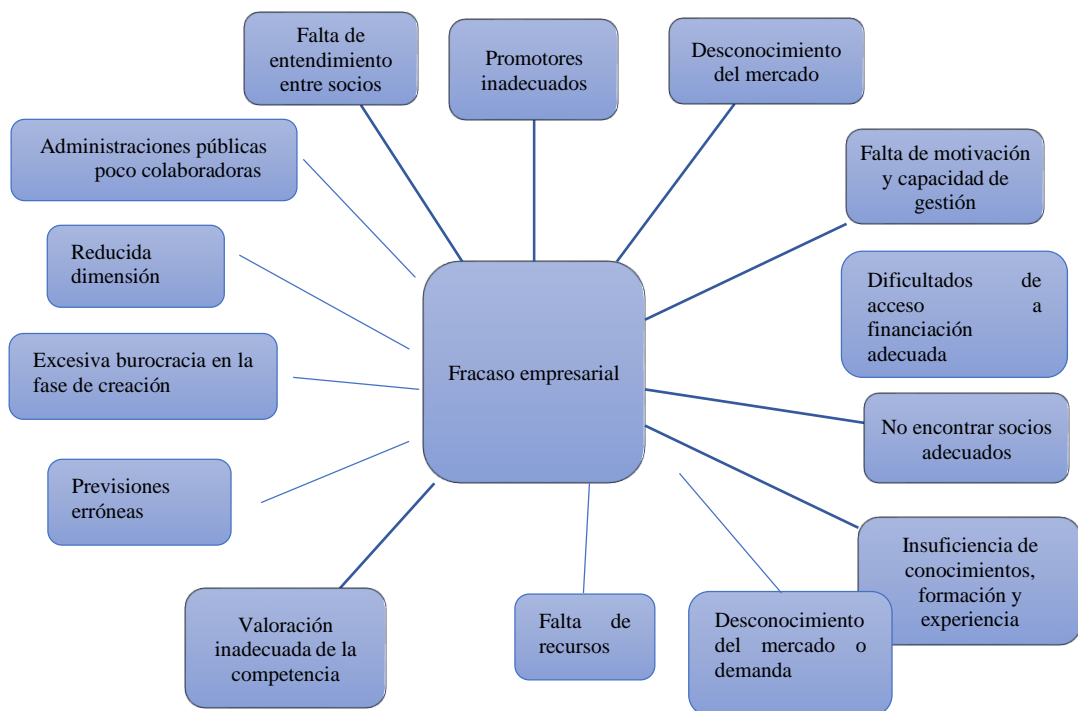 Falta de
entendimiento
entre socios
Promotores
inadecuados
Desconocimiento
del mercado
Administraciones públicas
poco colaboradoras
Falta de motivación
y capacidad de
gestión
Reducida
dimensión
Dificultados de
acceso a
financiación
adecuada
Excesiva burocracia en la
fase de creación
Fracaso empresarial
No encontrar socios
adecuados
Previsiones
erróneas
Insuficiencia de
conocimientos,
formación y
experiencia
Valoración
inadecuada de la
competencia
Falta de
recursos
Desconocimiento
del mercado o
demanda